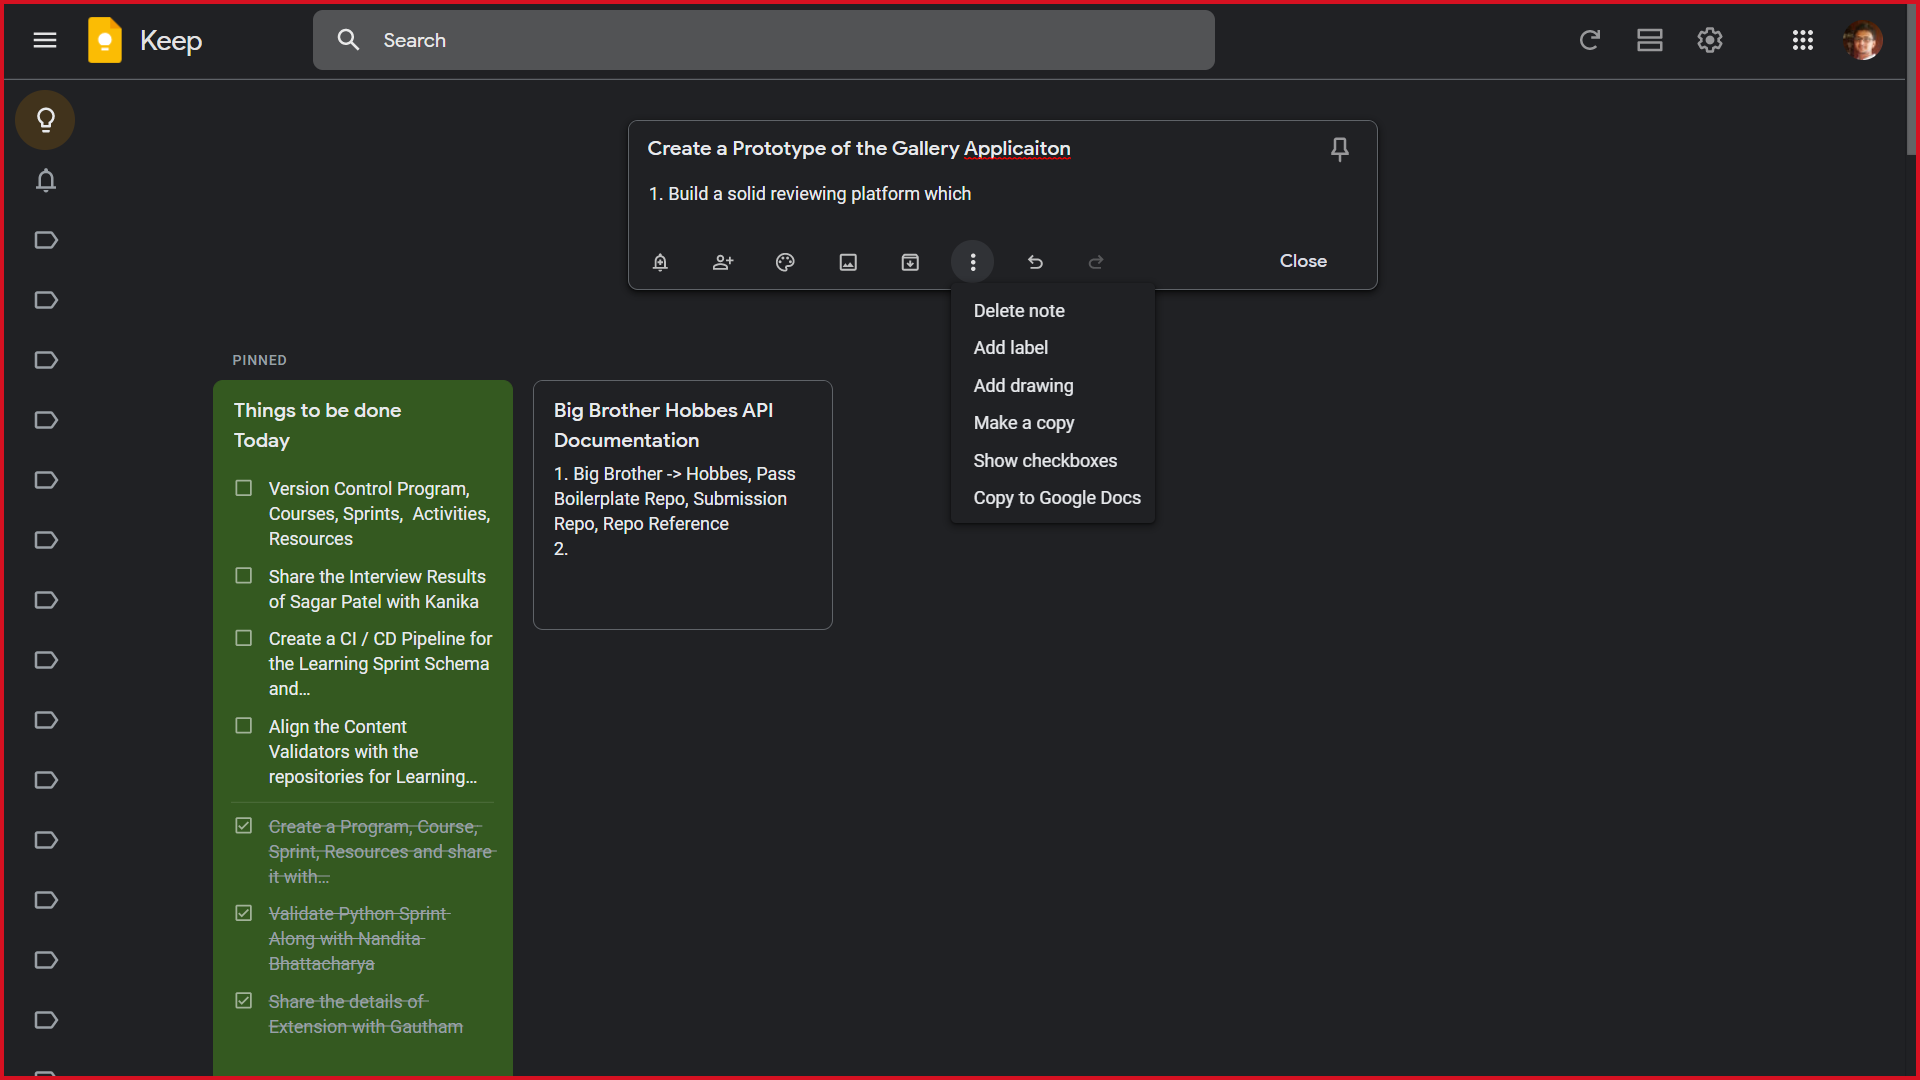 Keep
Search
Create a Prototype of the Gallery Applicaiton
1. Build a solid reviewing platform which
Close
Delete note
Add label
Add drawing
Make a copy
Show checkboxes
Copy to Google Docs
PINNED
Things to be done
Today
Version Control Program,
Courses, Sprints,  Activities,
Resources
Share the Interview Results
of Sagar Patel with Kanika
Create a CI / CD Pipeline for
the Learning Sprint Schema
and...
Align the Content
Validators with the
repositories for Learning...
Create a Program, Course,
Sprint, Resources and share
it with...
Validate Python Sprint
Along with Nandita
Bhattacharya
Share the details of
Extension with Gautham
Big Brother Hobbes API
Documentation
1. Big Brother -> Hobbes, Pass
Boilerplate Repo, Submission
Repo, Repo Reference
2.